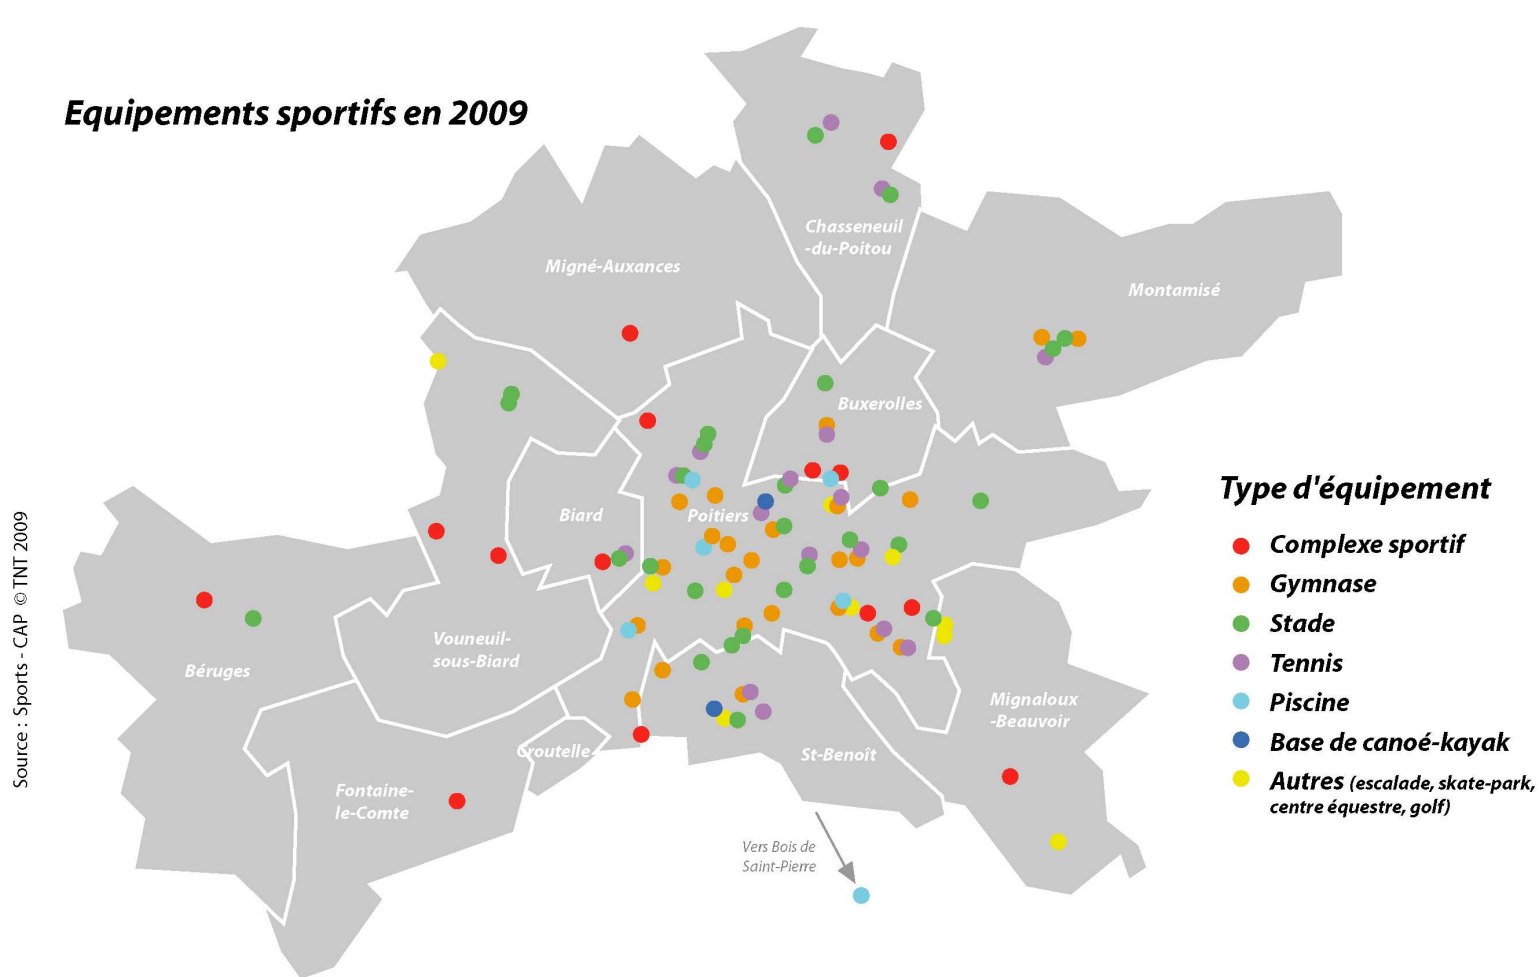 Equipements sportifs en 2009
Chasseneuil
-du-Poitou
Migné-Auxances
Montamisé
Buxerolles
Biard
Poitiers
Vouneuil-
sous-Biard
Béruges
Mignaloux
-Beauvoir
Croutelle
St-Benoît
Fontaine-
le-Comte
Vers Bois de
Saint-Pierre
Type d'équipement
Complexe sportif
Gymnase
Stade
Tennis
Piscine
Base de canoé-kayak
Autres (escalade, skate-park,
centre équestre, golf)
Source : Sports - CAP © TNT 2009